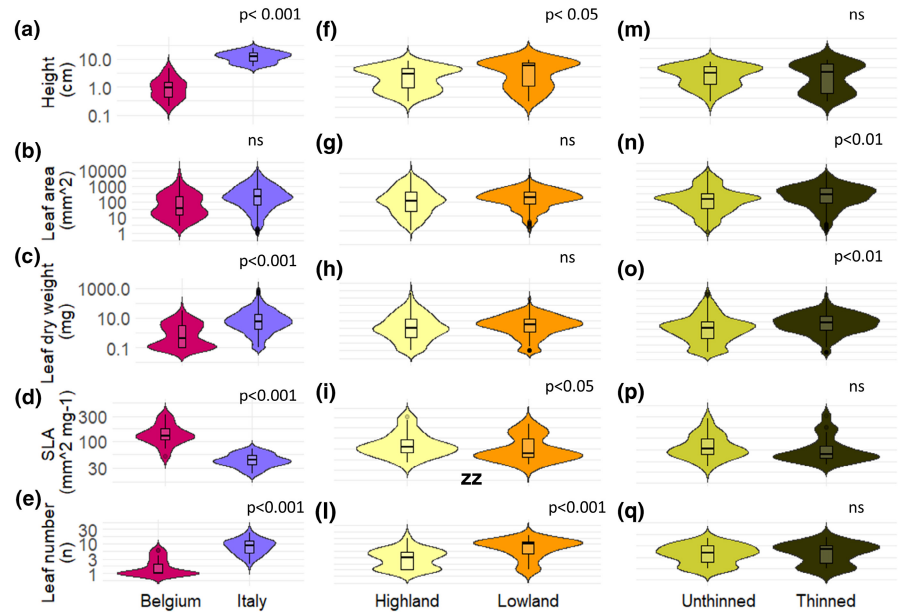 (a)
p< 0.001
(f)
p< 0.05
(m)
ns
Height
(cm)
10.0
1.0
0.1
(b)
ns
(g)
ns
(n)
p<0.01
Leaf area
(mm^2)
10000
1000
100
10
1
(c)
p<0.001
(h)
ns
(o)
p<0.01
Leaf dry weight
(mg)
1000.0
10.0
0.1
(d)
p<0.001
(i)
p<0.05
(p)
ns
SLA
(mm^2 mg-1)
300
100
30
zz
(e)
p<0.001
(l)
p<0.001
(q)
ns
Leaf number
(n)
30
10
3
1
Belgium
Italy
Highland
Lowland
Unthinned
Thinned